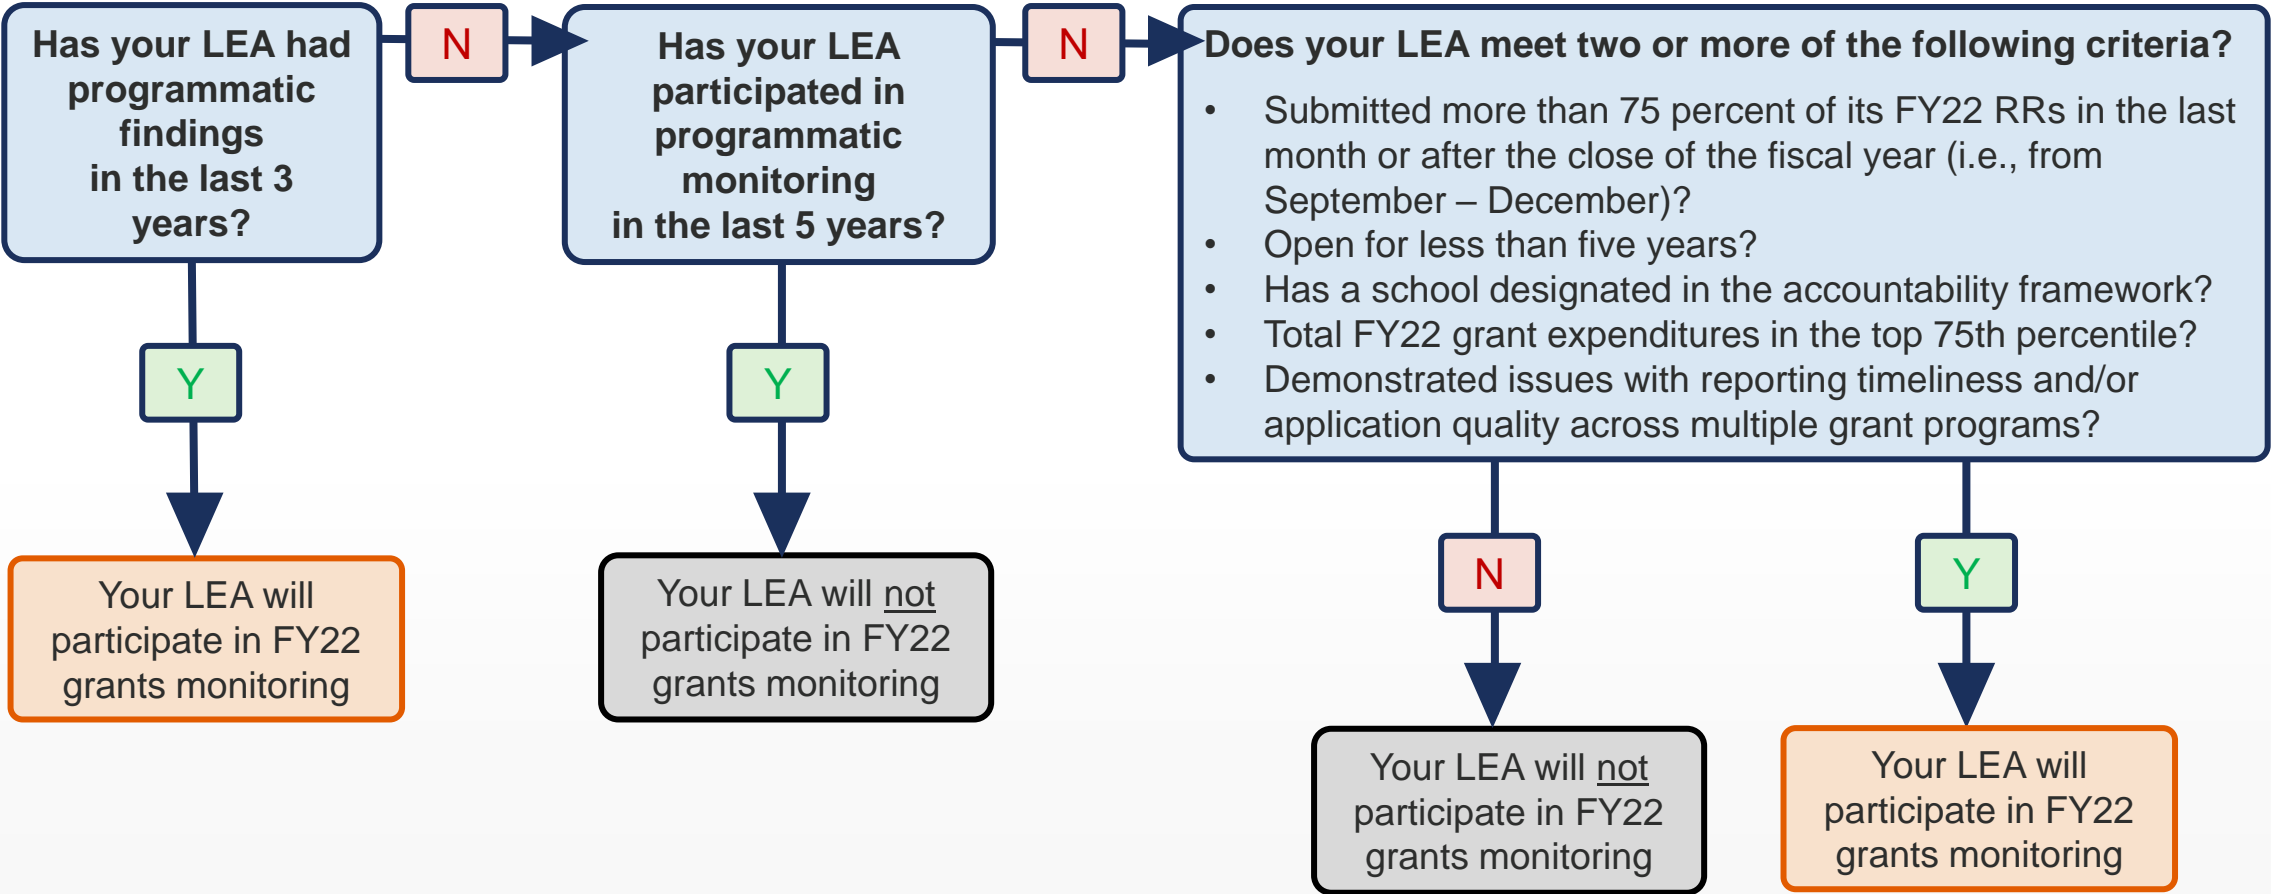 Has your LEA had
programmatic
findings
in the last 3
years?
N
Has your LEA
participated in
programmatic
monitoring
in the last 5 years?
N
Does your LEA meet two or more of the following criteria?
• Submitted more than 75 percent of its FY22 RRs in the last
month or after the close of the fiscal year (i.e., from
September – December)?
• Open for less than five years?
• Has a school designated in the accountability framework?
• Total FY22 grant expenditures in the top 75th percentile?
• Demonstrated issues with reporting timeliness and/or
application quality across multiple grant programs?
Y
Y
N
Y
Your LEA will
participate in FY22
grants monitoring
Your LEA will not
participate in FY22
grants monitoring
Your LEA will not
participate in FY22
grants monitoring
Your LEA will
participate in FY22
grants monitoring